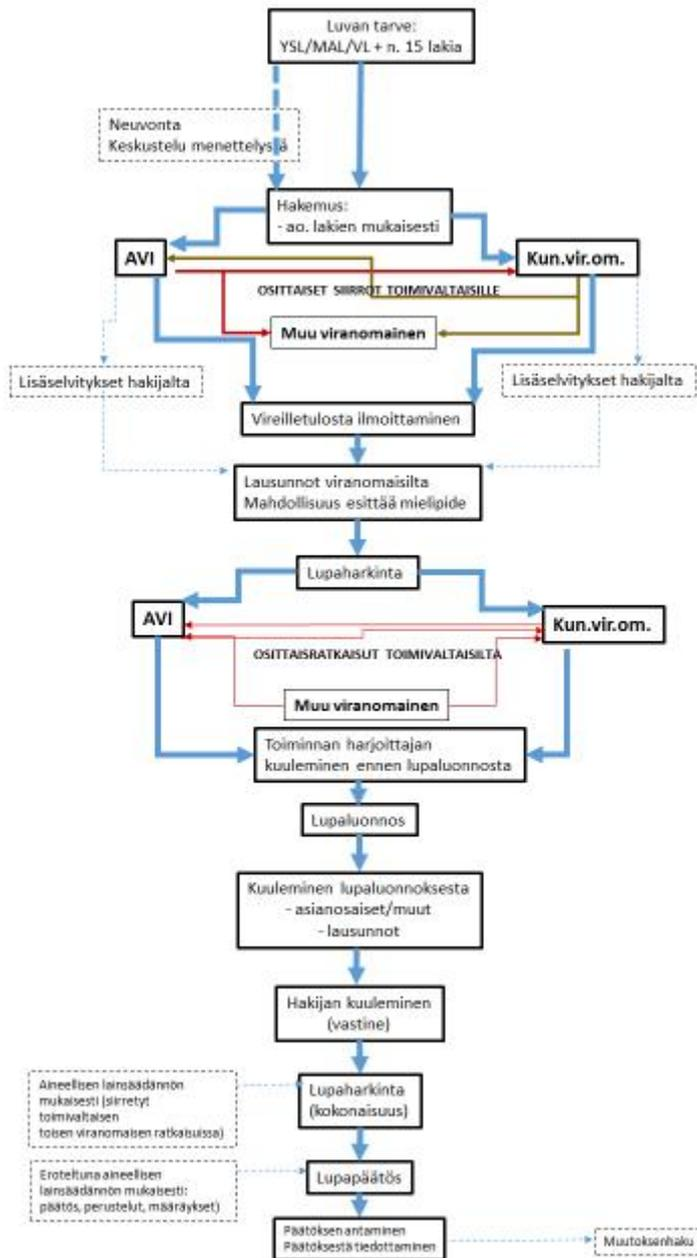 Luvan tarve:
YSL/MAL/VL + n. 15 lakia
Neuvonta
Keskustelu menettelystä
Hakemus:
- ao. lakien mukaisesti
AVI
Kun.vir.om.
OSITTAISET SIIRROT TOIMIVALTAISILLE
Muu viranomainen
Lisäselvitykset hakijalta
Lisäselvitykset hakijalta
Vireilletulosta ilmoittaminen
Lausunnot viranomaisilta
Mahdollisuus esittää mielipide
Lupaharkinta
AVI
Kun.vir.om.
OSITTAISRATKAISUT TOIMIVALTAISILTA
Muu viranomainen
Toiminnan harjoittajan
kuuleminen ennen lupaluonnosta
Lupaluonnos
Kuuleminen lupaluonnoksesta
- asianosaiset/muut
- lausunnot
Hakijan kuuleminen
(vastine)
Aineellisen lainsäädännön
mukaisesti (siirretyt
toimivaltaisen
toisen viranomaisen ratkaisuissa)
Lupaharkinta
(kokonaisuus)
Eroteltuna aineellisen
lainsäädännön mukaisesti:
päätös, perustelut, määräykset)
Lupapäätös
Päätöksen antaminen
Päätöksestä tiedottaminen
Muutoksenhaku